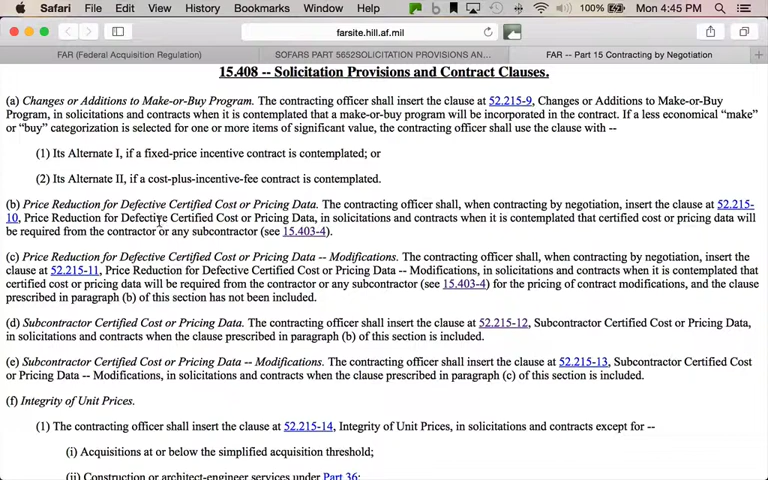 Safari File Edit View History Bookmarks Window Help 100% Mon 4:45 PM
farsite.hill.af.mil
FAR (Federal Acquisition Regulation) SOFARS PART 5652SOLICITATION PROVISIONS AN... FAR -- Part 15 Contracting by Negotiation
15.408 -- Solicitation Provisions and Contract Clauses.
(a) Changes or Additions to Make-or-Buy Program. The contracting officer shall insert the clause at 52.215-9, Changes or Additions to Make-or-Buy
Program, in solicitations and contracts when it is contemplated that a make-or-buy program will be incorporated in the contract. If a less economical “make”
or “buy” categorization is selected for one or more items of significant value, the contracting officer shall use the clause with --
(1) Its Alternate I, if a fixed-price incentive contract is contemplated; or
(2) Its Alternate II, if a cost-plus-incentive-fee contract is contemplated.
(b) Price Reduction for Defective Certified Cost or Pricing Data. The contracting officer shall, when contracting by negotiation, insert the clause at 52.215-
10, Price Reduction for Defective Certified Cost or Pricing Data, in solicitations and contracts when it is contemplated that certified cost or pricing data will
be required from the contractor or any subcontractor (see 15.403-4).
(c) Price Reduction for Defective Certified Cost or Pricing Data -- Modifications. The contracting officer shall, when contracting by negotiation, insert the
clause at 52.215-11, Price Reduction for Defective Certified Cost or Pricing Data -- Modifications, in solicitations and contracts when it is contemplated that
certified cost or pricing data will be required from the contractor or any subcontractor (see 15.403-4) for the pricing of contract modifications, and the clause
prescribed in paragraph (b) of this section has not been included.
(d) Subcontractor Certified Cost or Pricing Data. The contracting officer shall insert the clause at 52.215-12, Subcontractor Certified Cost or Pricing Data,
in solicitations and contracts when the clause prescribed in paragraph (b) of this section is included.
(e) Subcontractor Certified Cost or Pricing Data -- Modifications. The contracting officer shall insert the clause at 52.215-13, Subcontractor Certified Cost
or Pricing Data -- Modifications, in solicitations and contracts when the clause prescribed in paragraph (c) of this section is included.
(f) Integrity of Unit Prices.
(1) The contracting officer shall insert the clause at 52.215-14, Integrity of Unit Prices, in solicitations and contracts except for --
(i) Acquisitions at or below the simplified acquisition threshold;
(ii) Construction or architect-engineer services under Part 36;